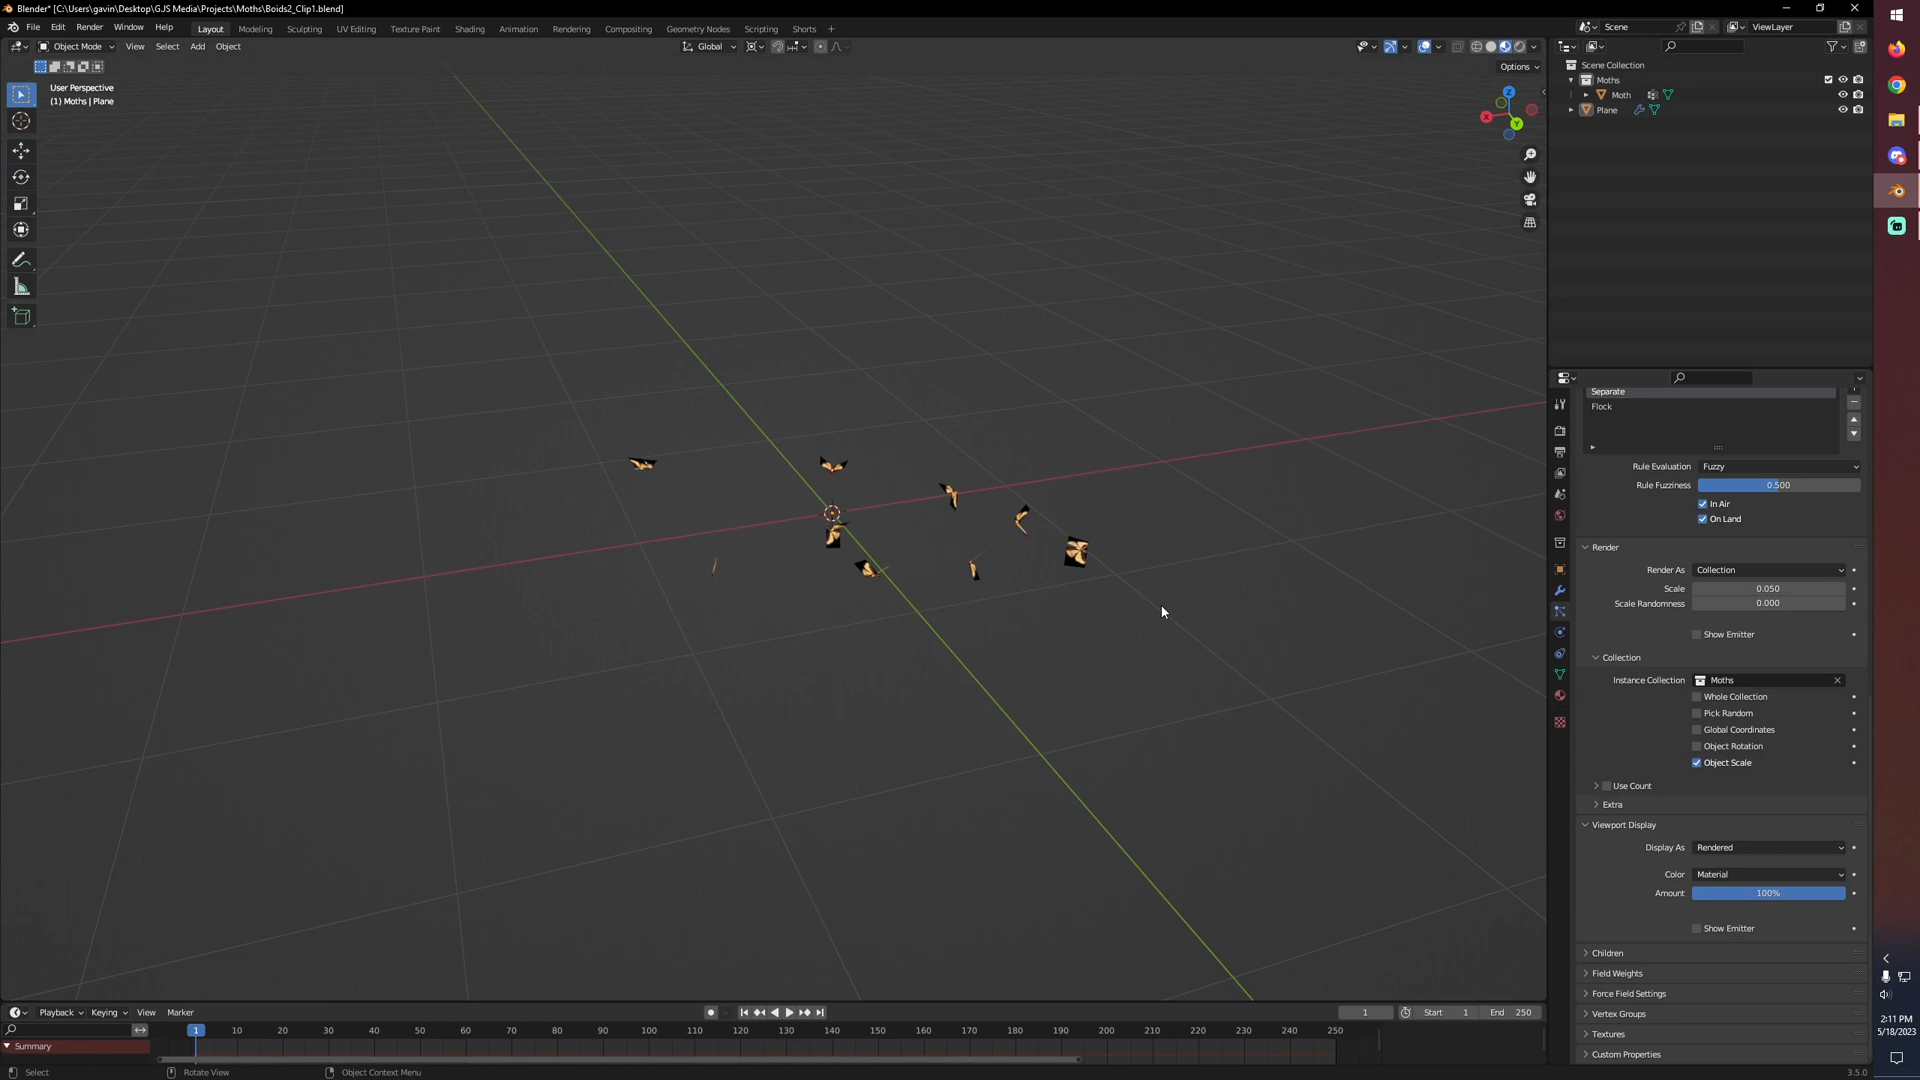 Blender* [C:\Users\gavin\Desktop\GJS Media\Projects\Moths\Boids2_Clip1.blend]
File Edit Render Window Help Layout Modeling Sculpting UV Editing Texture Paint Shading Animation Rendering Compositing Geometry Nodes Scripting Shorts + Scene ViewLayer
Object Mode View Select Add Object Global
Options
User Perspective
(1) Moths | Plane
Z
X
Y
Scene Collection
Moths
Moth
Plane
Separate
Flock
Rule Evaluation Fuzzy
Rule Fuzziness 0.500
In Air
On Land
Render
Render As Collection
Scale 0.050
Scale Randomness 0.000
Show Emitter
Collection
Instance Collection Moths
Whole Collection
Pick Random
Global Coordinates
Object Rotation
Object Scale
Use Count
Extra
Viewport Display
Display As Rendered
Color Material
Amount 100%
Show Emitter
Children
Field Weights
Force Field Settings
Vertex Groups
Textures
Custom Properties
Playback Keying View Marker 1 Start 1 End 250
1 10 20 30 40 50 60 70 80 90 100 110 120 130 140 150 160 170 180 190 200 210 220 230 240 250
Summary
Select Rotate View Object Context Menu 3.5.0
2:11 PM
5/18/2023